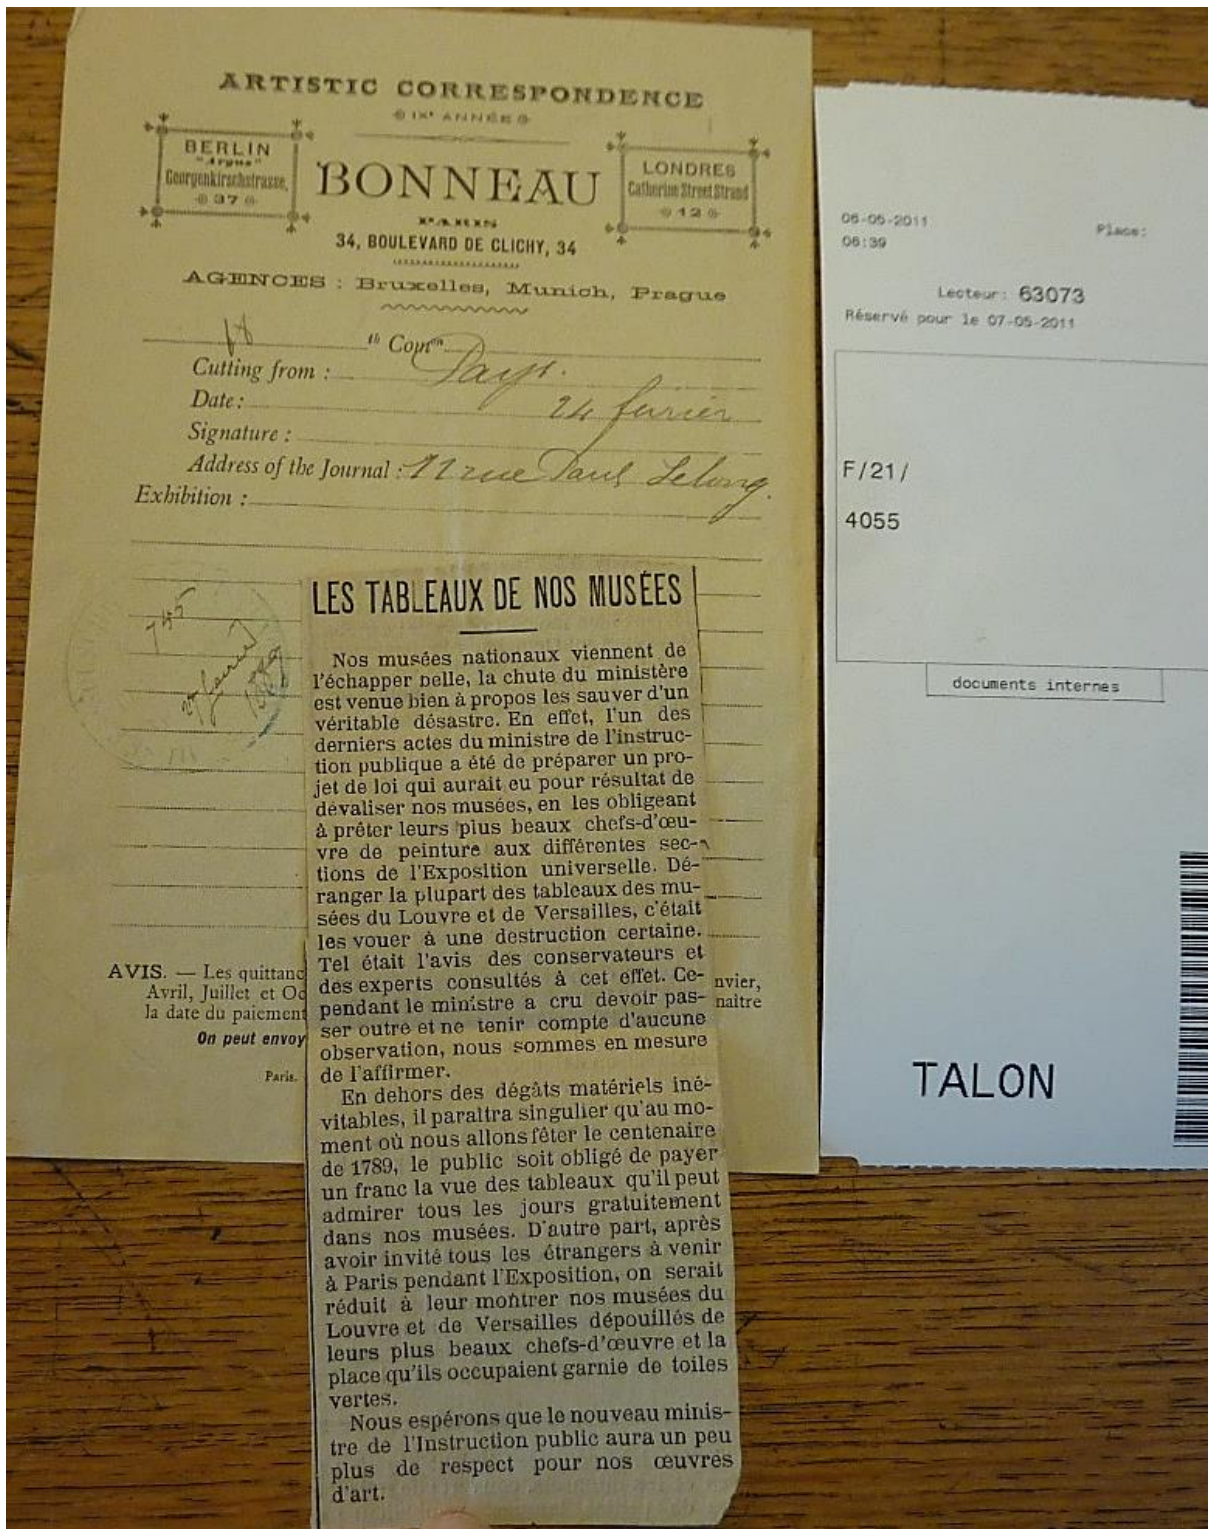 ARTISTIC CORRESPONDENCE
IXe ANNÉE
BERLIN
"Argus"
Georgenkirschstrasse,
37
BONNEAU
PARIS
34, BOULEVARD DE CLICHY, 34
LONDRES
Catherine Street Strand
12
AGENCES : Bruxelles, Munich, Prague
th Comon
Cutting from : Pays.
Date: 24 fevrier
Signature :
Address of the Journal : 11 rue Paul Lelong.
Exhibition :
745
LES TABLEAUX DE NOS MUSÉES
Nos musées nationaux viennent de
l'échapper belle, la chute du ministère
est venue bien à propos les sauver d'un
véritable désastre. En effet, l'un des
derniers actes du ministre de l'instruc-
tion publique a été de préparer un pro-
jet de loi qui aurait eu pour résultat de
dévaliser nos musées, en les obligeant
à prêter leurs plus beaux chefs-d'œu-
vre de peinture aux différentes sec-
tions de l'Exposition universelle. Dé-
ranger la plupart des tableaux des mu-
sées du Louvre et de Versailles, c'était
les vouer à une destruction certaine.
Tel était l'avis des conservateurs et
des experts consultés à cet effet. Ce-
pendant le ministre a cru devoir pas-
ser outre et ne tenir compte d'aucune
observation, nous sommes en mesure
de l'affirmer.
En dehors des dégâts matériels iné-
vitables, il paraîtra singulier qu'au mo-
ment où nous allons fêter le centenaire
de 1789, le public soit obligé de payer
un franc la vue des tableaux qu'il peut
admirer tous les jours gratuitement
dans nos musées. D'autre part, après
avoir invité tous les étrangers à venir
à Paris pendant l'Exposition, on serait
réduit à leur montrer nos musées du
Louvre et de Versailles dépouillés de
leurs plus beaux chefs-d'œuvre et la
place qu'ils occupaient garnie de toiles
vertes.
Nous espérons que le nouveau minis-
tre de l'Instruction public aura un peu
plus de respect pour nos œuvres
d'art.
AVIS. — Les quittanc
Avril, Juillet et Oc
la date du paiement
On peut envoy
Paris.
nvier,
naître
06-05-2011
06:39
Place:
Lecteur: 63073
Réservé pour le 07-05-2011
F/21/
4055
documents internes
TALON